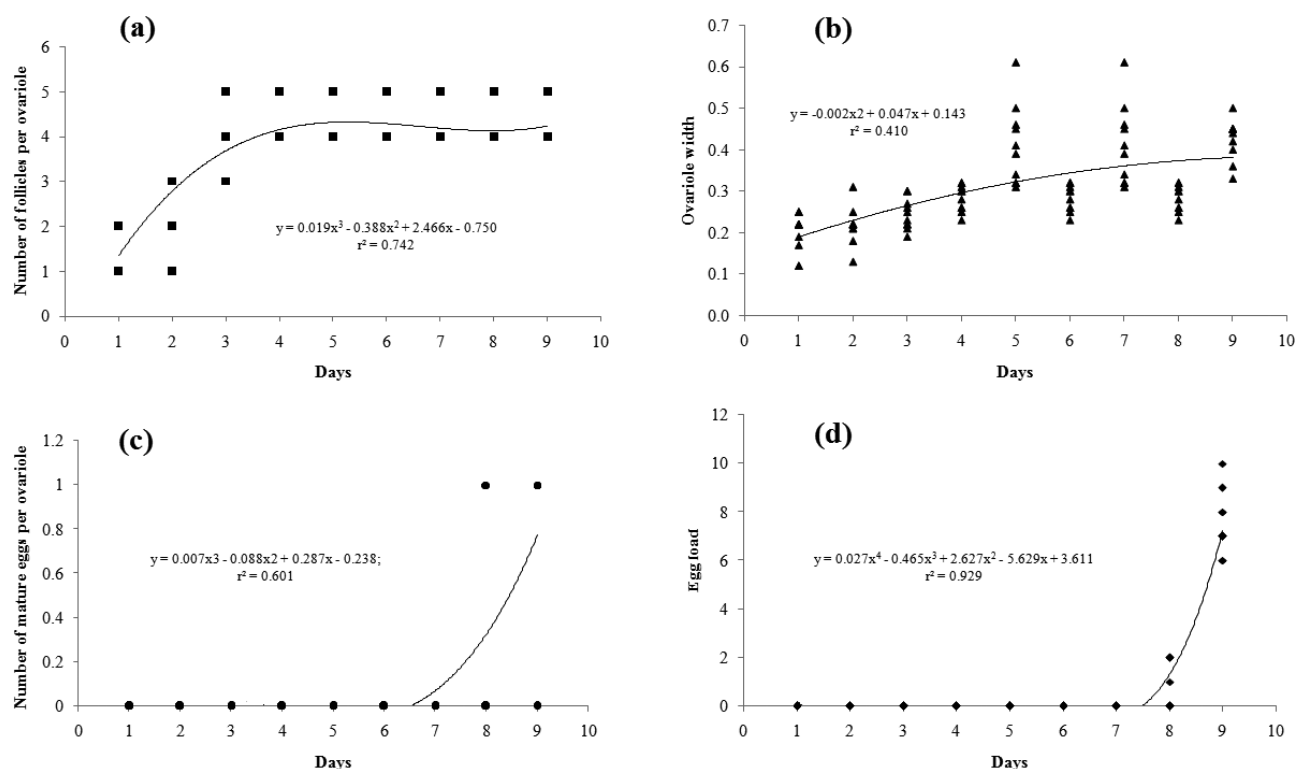 (a)
Number of follicles per ovariole
6
5
4
3
2
1
0
y = 0.019x³ - 0.388x² + 2.466x - 0.750
r² = 0.742
0 1 2 3 4 5 6 7 8 9 10
Days
(b)
Ovariole width
0.7
0.6
0.5
0.4
0.3
0.2
0.1
0.0
y = -0.002x2 + 0.047x + 0.143
r² = 0.410
0 1 2 3 4 5 6 7 8 9 10
Days
(c)
Number of mature eggs per ovariole
1.2
1
0.8
0.6
0.4
0.2
0
y = 0.007x3 - 0.088x2 + 0.287x - 0.238;
r² = 0.601
0 1 2 3 4 5 6 7 8 9 10
Days
(d)
Egg load
12
10
8
6
4
2
0
y = 0.027x⁴ - 0.465x³ + 2.627x² - 5.629x + 3.611
r² = 0.929
0 1 2 3 4 5 6 7 8 9 10
Days